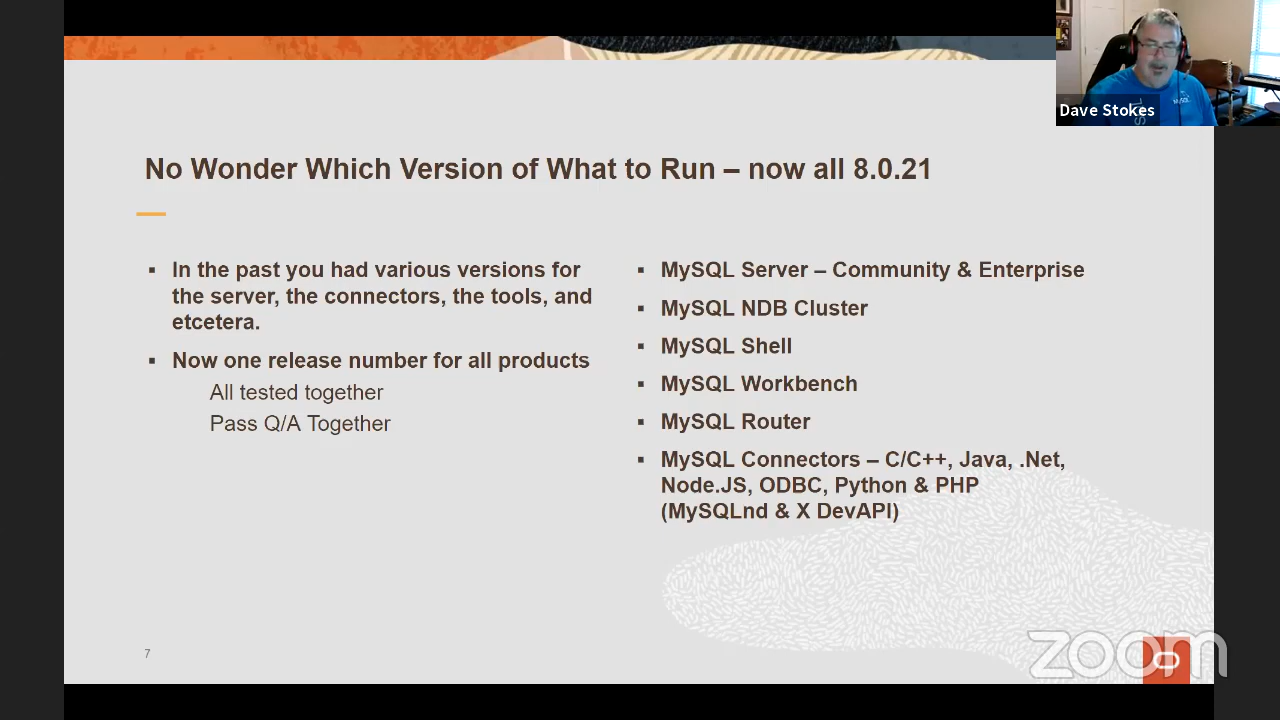 Dave Stokes
MySQL
No Wonder Which Version of What to Run – now all 8.0.21
▪ In the past you had various versions for
the server, the connectors, the tools, and
etcetera.
▪ Now one release number for all products
All tested together
Pass Q/A Together
▪ MySQL Server – Community & Enterprise
▪ MySQL NDB Cluster
▪ MySQL Shell
▪ MySQL Workbench
▪ MySQL Router
▪ MySQL Connectors – C/C++, Java, .Net,
Node.JS, ODBC, Python & PHP
(MySQLnd & X DevAPI)
7
zoom